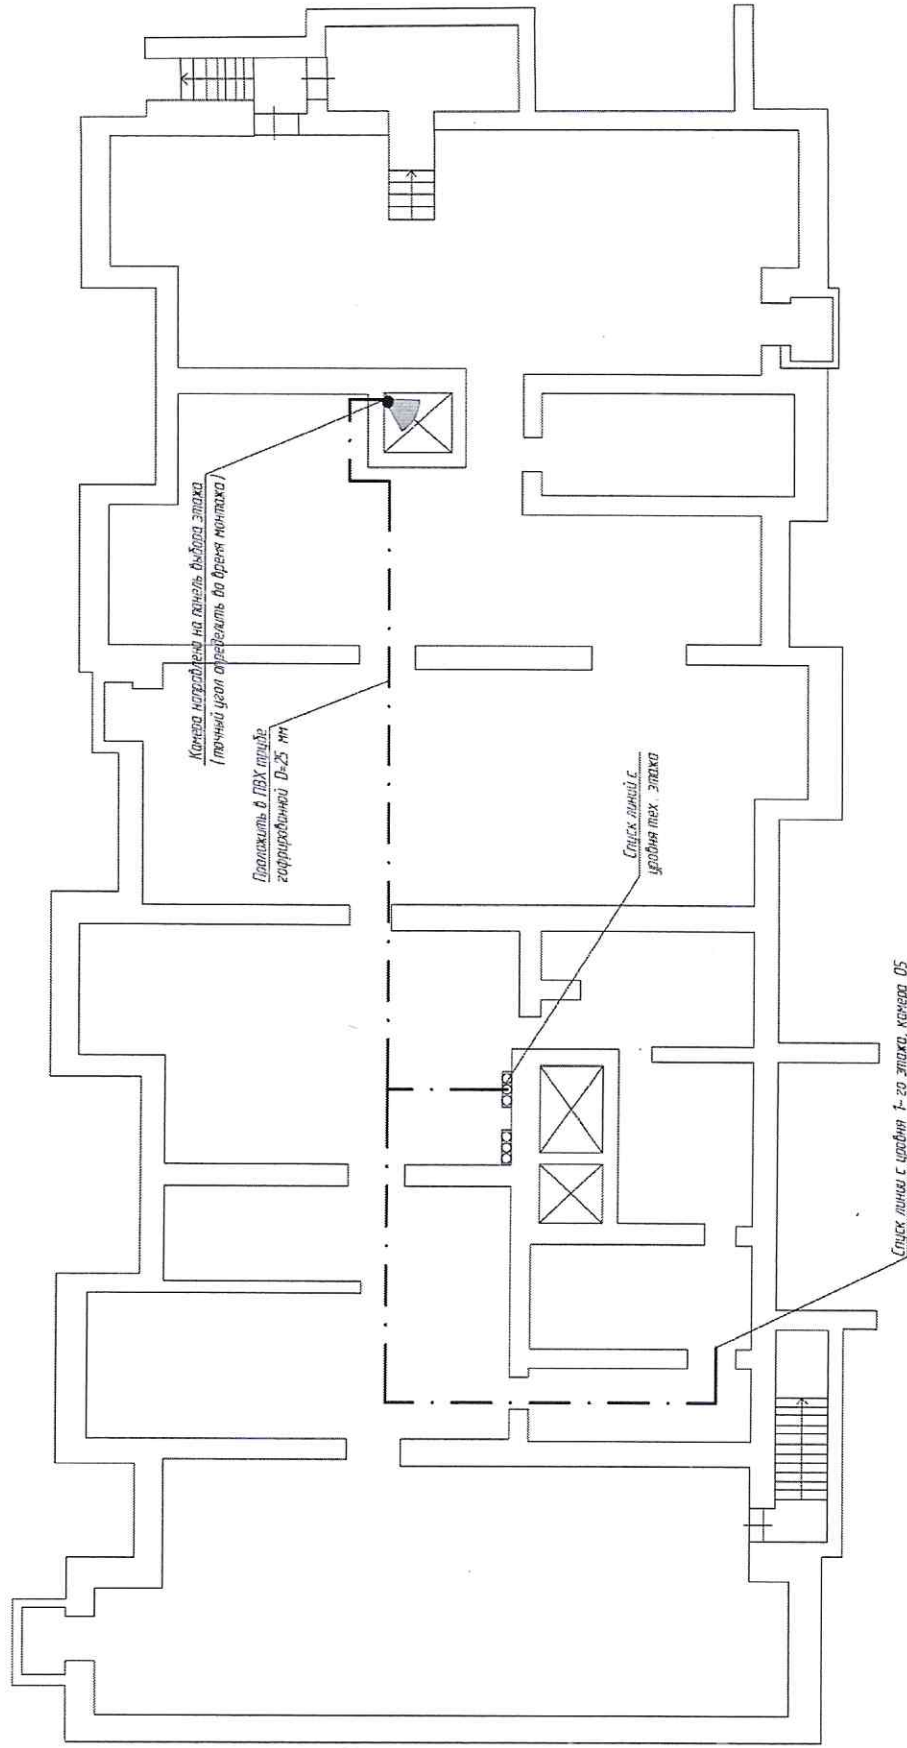 Камера направлена на панель выбора этажа
(точный угол определить во время монтажа)
Проложить в ПВХ трубе
гофрированной D=25 мм
Спуск линий с
уровня тех. этажа
Спуск линии с уровня 1-го этажа, камера 05